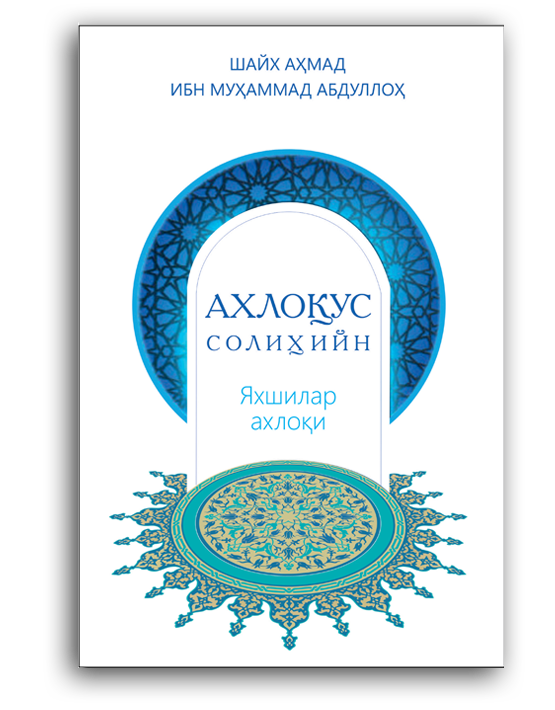 ШАЙХ АҲМАД
ИБН МУҲАММАД АБДУЛЛОҲ
АХЛОҚУС
СОЛИҲИЙН
Яхшилар
ахлоқи